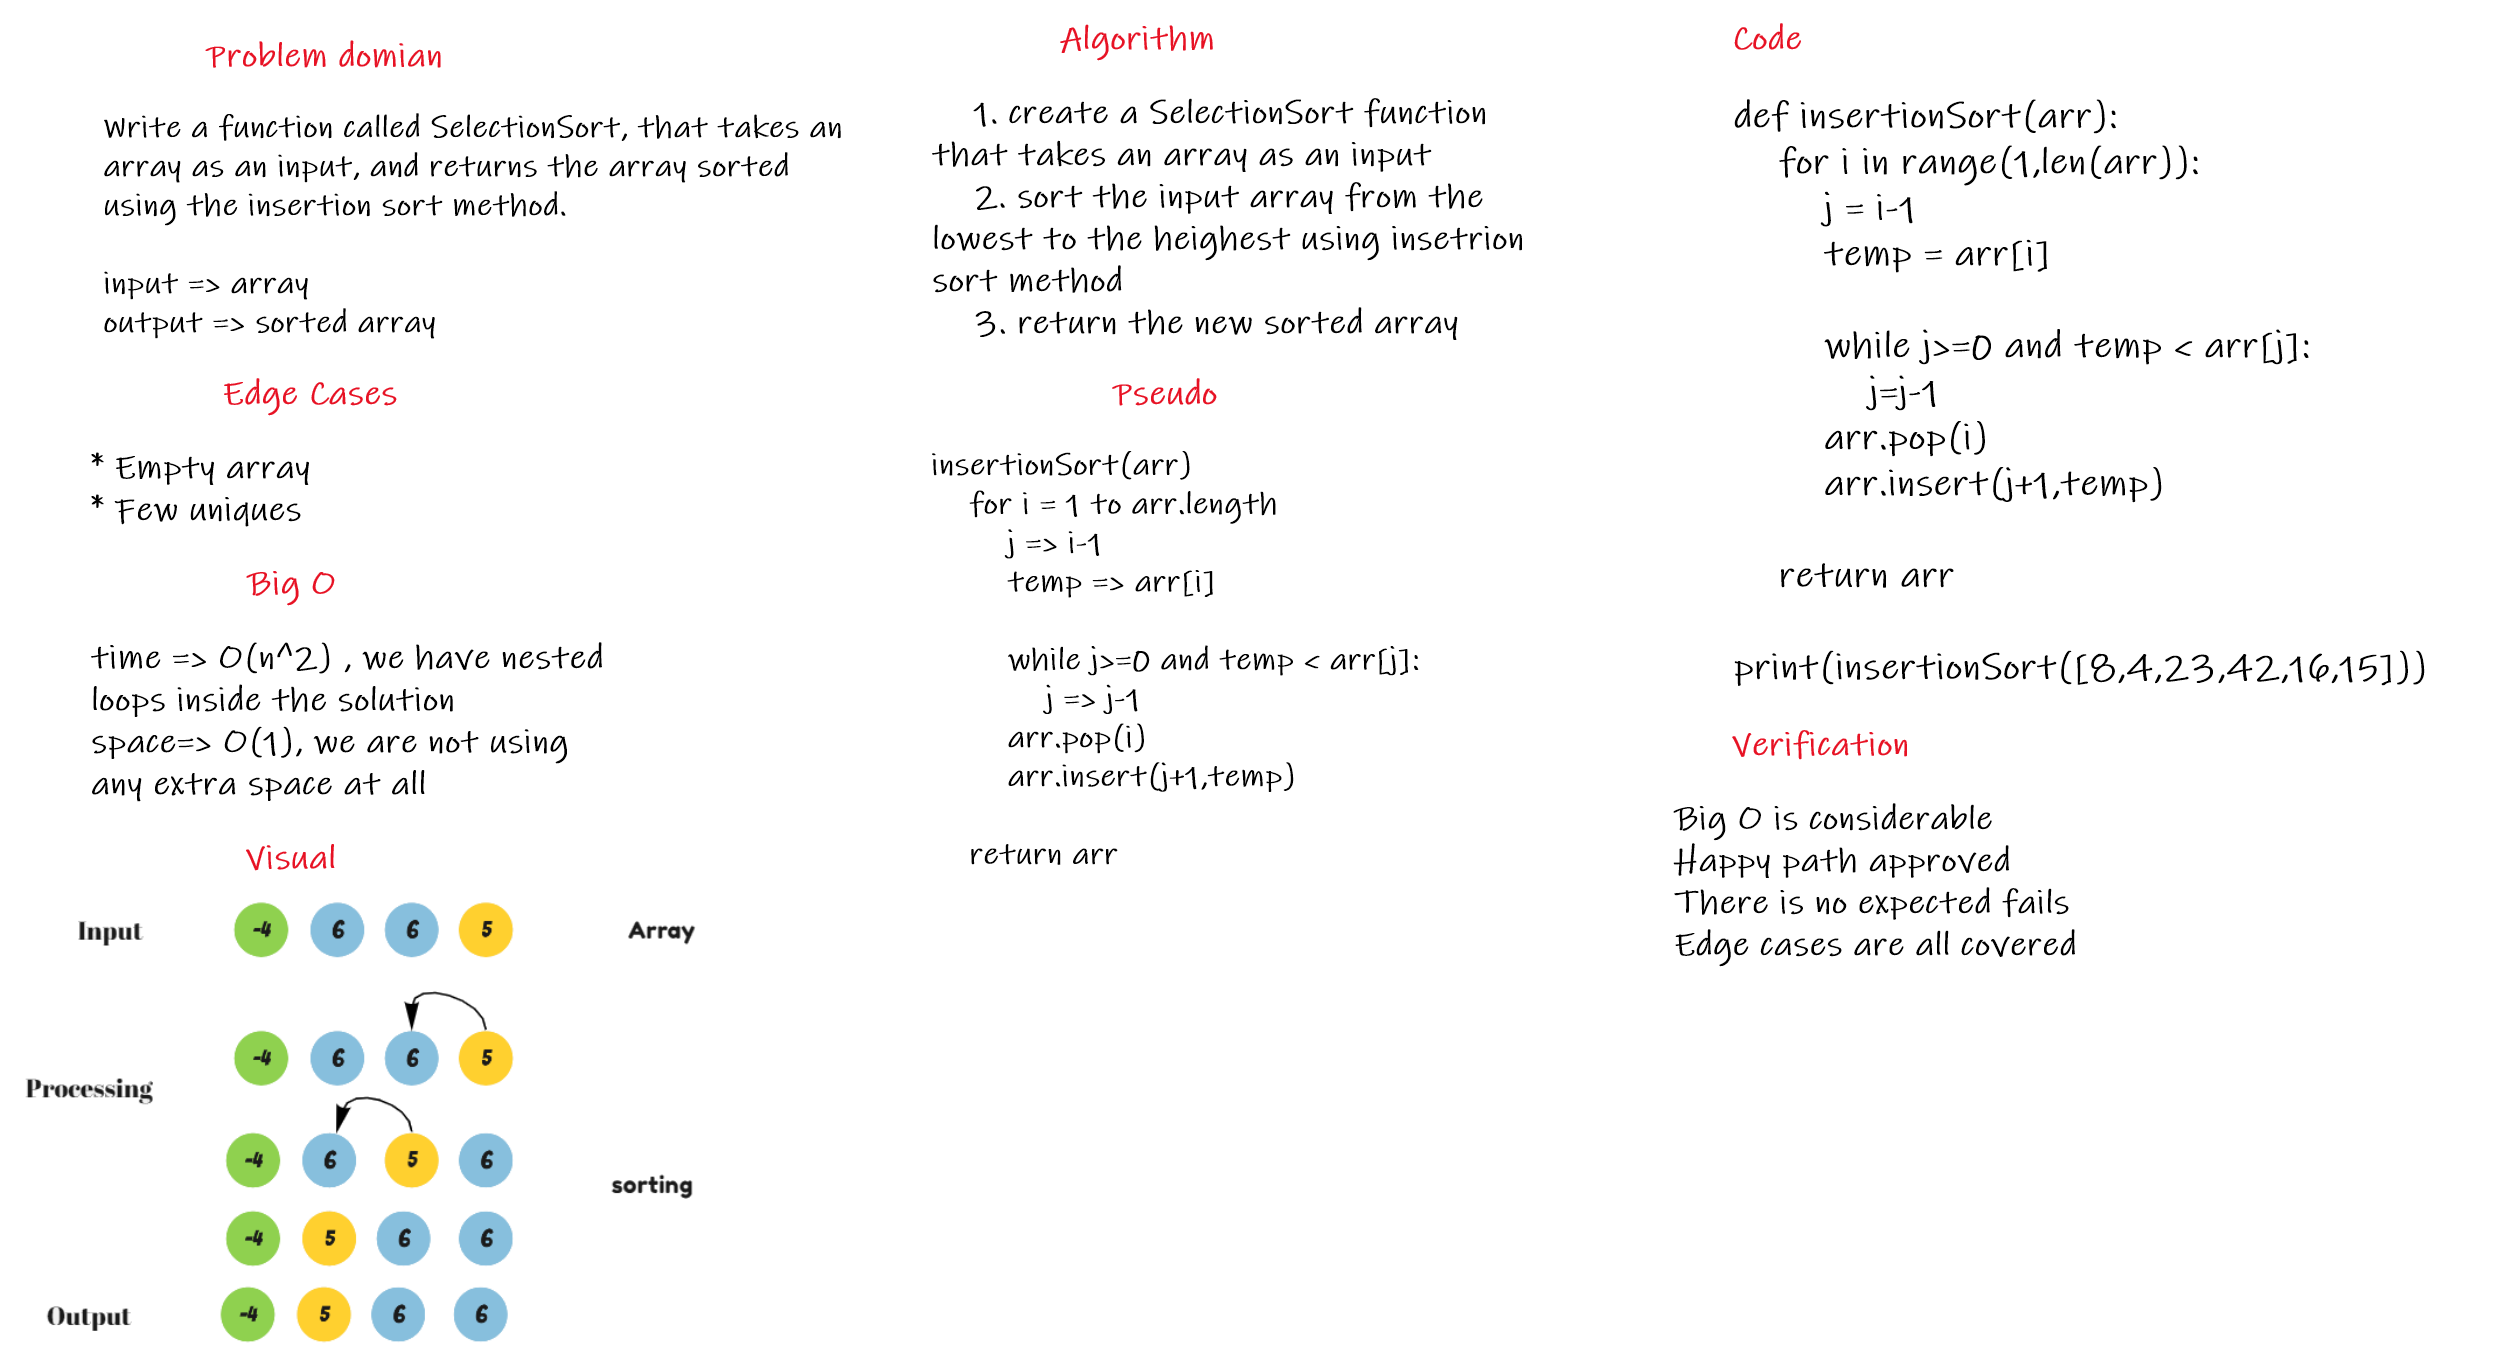 Problem domian
Write a function called SelectionSort, that takes an
array as an input, and returns the array sorted
using the insertion sort method.
input => array
output => sorted array
Edge Cases
* Empty array
* Few uniques
Big O
time => O(n^2) , we have nested
loops inside the solution
space=> O(1), we are not using
any extra space at all
Visual
Input -4 6 6 5 Array
-4 6 6 5
Processing
-4 6 5 6
sorting
-4 5 6 6
Output -4 5 6 6
Algorithm
1. create a SelectionSort function
that takes an array as an input
2. sort the input array from the
lowest to the heighest using insetrion
sort method
3. return the new sorted array
Pseudo
insertionSort(arr)
for i = 1 to arr.length
j => i-1
temp => arr[i]
while j>=0 and temp < arr[j]:
j => j-1
arr.pop(i)
arr.insert(j+1,temp)
return arr
Code
def insertionSort(arr):
for i in range(1,len(arr)):
j = i-1
temp = arr[i]
while j>=0 and temp < arr[j]:
j=j-1
arr.pop(i)
arr.insert(j+1,temp)
return arr
print(insertionSort([8,4,23,42,16,15]))
Verification
Big O is considerable
Happy path approved
There is no expected fails
Edge cases are all covered